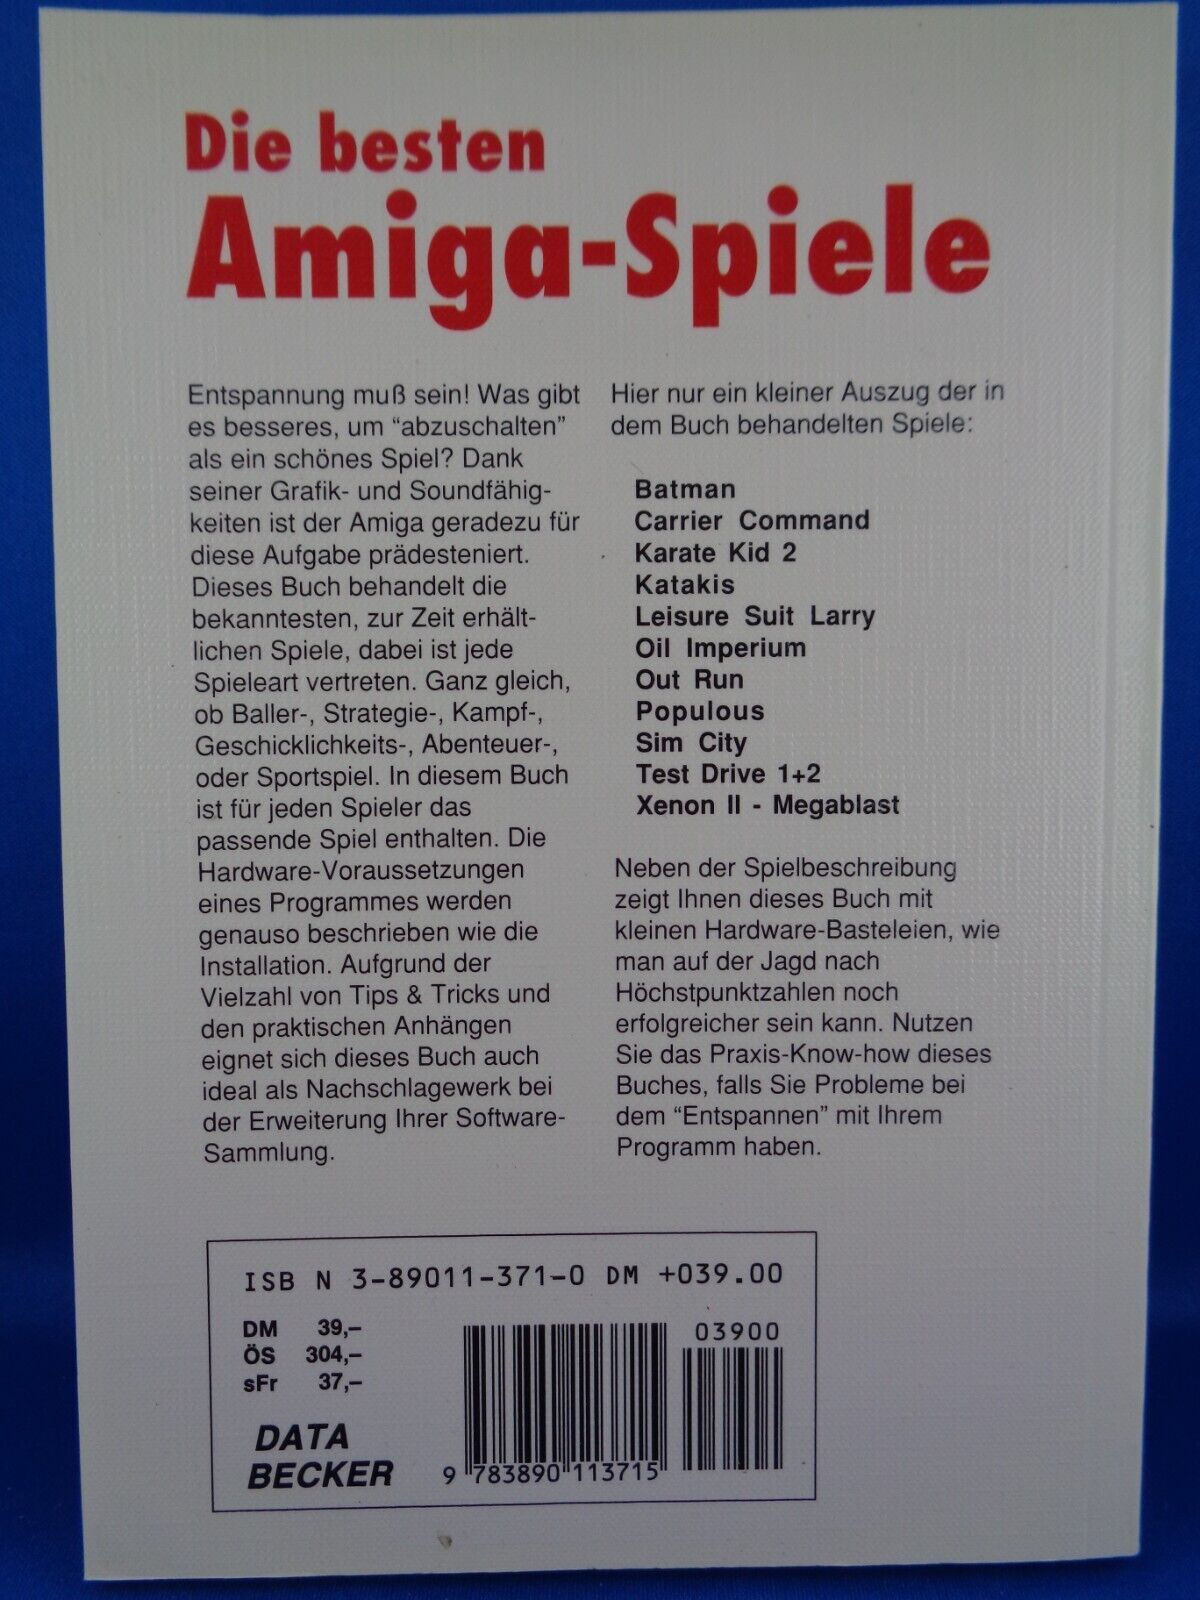 Die besten
Amiga-Spiele
Entspannung muß sein! Was gibt
es besseres, um “abzuschalten”
als ein schönes Spiel? Dank
seiner Grafik- und Soundfähig-
keiten ist der Amiga geradezu für
diese Aufgabe prädesteniert.
Dieses Buch behandelt die
bekanntesten, zur Zeit erhält-
lichen Spiele, dabei ist jede
Spieleart vertreten. Ganz gleich,
ob Baller-, Strategie-, Kampf-,
Geschicklichkeits-, Abenteuer-,
oder Sportspiel. In diesem Buch
ist für jeden Spieler das
passende Spiel enthalten. Die
Hardware-Voraussetzungen
eines Programmes werden
genauso beschrieben wie die
Installation. Aufgrund der
Vielzahl von Tips & Tricks und
den praktischen Anhängen
eignet sich dieses Buch auch
ideal als Nachschlagewerk bei
der Erweiterung Ihrer Software-
Sammlung.
Hier nur ein kleiner Auszug der in
dem Buch behandelten Spiele:
Batman
Carrier Command
Karate Kid 2
Katakis
Leisure Suit Larry
Oil Imperium
Out Run
Populous
Sim City
Test Drive 1+2
Xenon II - Megablast
Neben der Spielbeschreibung
zeigt Ihnen dieses Buch mit
kleinen Hardware-Basteleien, wie
man auf der Jagd nach
Höchstpunktzahlen noch
erfolgreicher sein kann. Nutzen
Sie das Praxis-Know-how dieses
Buches, falls Sie Probleme bei
dem “Entspannen” mit Ihrem
Programm haben.
ISB N 3-89011-371-0 DM +039.00
DM 39,–
ÖS 304,–
sFr 37,–
03900
DATA
BECKER
9 783890 113715